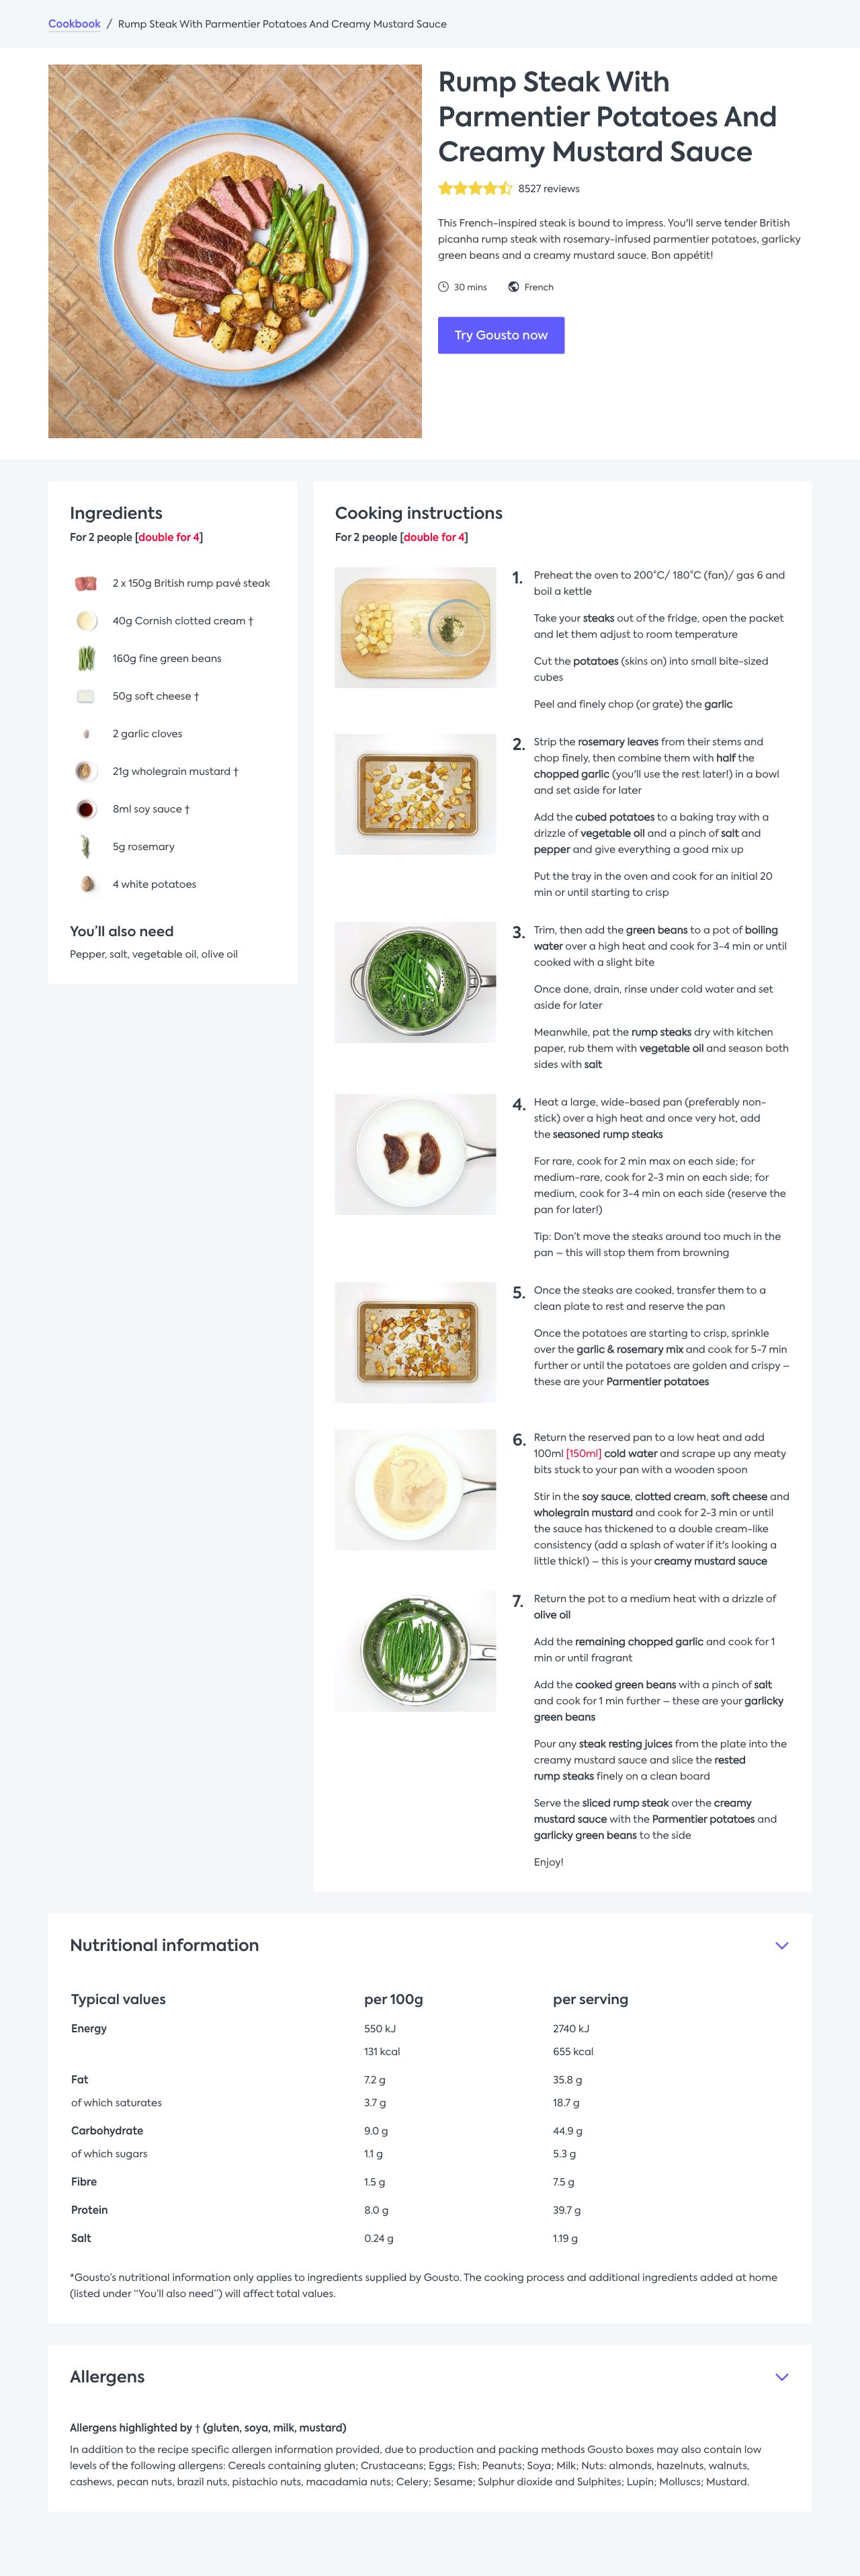 Cookbook / Rump Steak With Parmentier Potatoes And Creamy Mustard Sauce
Rump Steak With
Parmentier Potatoes And
Creamy Mustard Sauce
8527 reviews
This French-inspired steak is bound to impress. You'll serve tender British
picanha rump steak with rosemary-infused parmentier potatoes, garlicky
green beans and a creamy mustard sauce. Bon appétit!
30 mins French
Try Gousto now
Ingredients
For 2 people [double for 4]
2 x 150g British rump pavé steak
40g Cornish clotted cream †
160g fine green beans
50g soft cheese †
2 garlic cloves
21g wholegrain mustard †
8ml soy sauce †
5g rosemary
4 white potatoes
You'll also need
Pepper, salt, vegetable oil, olive oil
Cooking instructions
For 2 people [double for 4]
1. Preheat the oven to 200°C/ 180°C (fan)/ gas 6 and
boil a kettle
Take your steaks out of the fridge, open the packet
and let them adjust to room temperature
Cut the potatoes (skins on) into small bite-sized
cubes
Peel and finely chop (or grate) the garlic
2. Strip the rosemary leaves from their stems and
chop finely, then combine them with half the
chopped garlic (you'll use the rest later!) in a bowl
and set aside for later
Add the cubed potatoes to a baking tray with a
drizzle of vegetable oil and a pinch of salt and
pepper and give everything a good mix up
Put the tray in the oven and cook for an initial 20
min or until starting to crisp
3. Trim, then add the green beans to a pot of boiling
water over a high heat and cook for 3-4 min or until
cooked with a slight bite
Once done, drain, rinse under cold water and set
aside for later
Meanwhile, pat the rump steaks dry with kitchen
paper, rub them with vegetable oil and season both
sides with salt
4. Heat a large, wide-based pan (preferably non-
stick) over a high heat and once very hot, add
the seasoned rump steaks
For rare, cook for 2 min max on each side; for
medium-rare, cook for 2-3 min on each side; for
medium, cook for 3-4 min on each side (reserve the
pan for later!)
Tip: Don't move the steaks around too much in the
pan – this will stop them from browning
5. Once the steaks are cooked, transfer them to a
clean plate to rest and reserve the pan
Once the potatoes are starting to crisp, sprinkle
over the garlic & rosemary mix and cook for 5-7 min
further or until the potatoes are golden and crispy –
these are your Parmentier potatoes
6. Return the reserved pan to a low heat and add
100ml [150ml] cold water and scrape up any meaty
bits stuck to your pan with a wooden spoon
Stir in the soy sauce, clotted cream, soft cheese and
wholegrain mustard and cook for 2-3 min or until
the sauce has thickened to a double cream-like
consistency (add a splash of water if it's looking a
little thick!) – this is your creamy mustard sauce
7. Return the pot to a medium heat with a drizzle of
olive oil
Add the remaining chopped garlic and cook for 1
min or until fragrant
Add the cooked green beans with a pinch of salt
and cook for 1 min further – these are your garlicky
green beans
Pour any steak resting juices from the plate into the
creamy mustard sauce and slice the rested
rump steaks finely on a clean board
Serve the sliced rump steak over the creamy
mustard sauce with the Parmentier potatoes and
garlicky green beans to the side
Enjoy!
Nutritional information
Typical values per 100g per serving
Energy 550 kJ 2740 kJ
131 kcal 655 kcal
Fat 7.2 g 35.8 g
of which saturates 3.7 g 18.7 g
Carbohydrate 9.0 g 44.9 g
of which sugars 1.1 g 5.3 g
Fibre 1.5 g 7.5 g
Protein 8.0 g 39.7 g
Salt 0.24 g 1.19 g
*Gousto's nutritional information only applies to ingredients supplied by Gousto. The cooking process and additional ingredients added at home
(listed under "You'll also need") will affect total values.
Allergens
Allergens highlighted by † (gluten, soya, milk, mustard)
In addition to the recipe specific allergen information provided, due to production and packing methods Gousto boxes may also contain low
levels of the following allergens: Cereals containing gluten; Crustaceans; Eggs; Fish; Peanuts; Soya; Milk; Nuts: almonds, hazelnuts, walnuts,
cashews, pecan nuts, brazil nuts, pistachio nuts, macadamia nuts; Celery; Sesame; Sulphur dioxide and Sulphites; Lupin; Molluscs; Mustard.